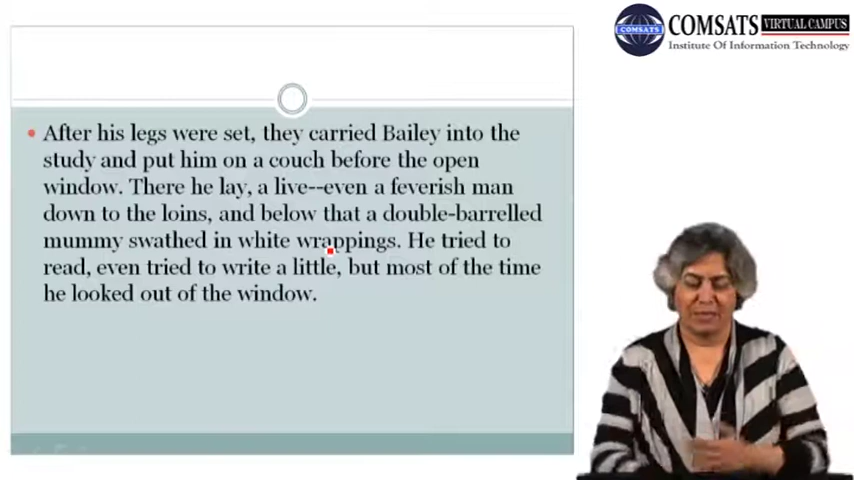 COMSATS VIRTUAL CAMPUS
COMSATS
Institute Of Information Technology
• After his legs were set, they carried Bailey into the
study and put him on a couch before the open
window. There he lay, a live--even a feverish man
down to the loins, and below that a double-barrelled
mummy swathed in white wrappings. He tried to
read, even tried to write a little, but most of the time
he looked out of the window.